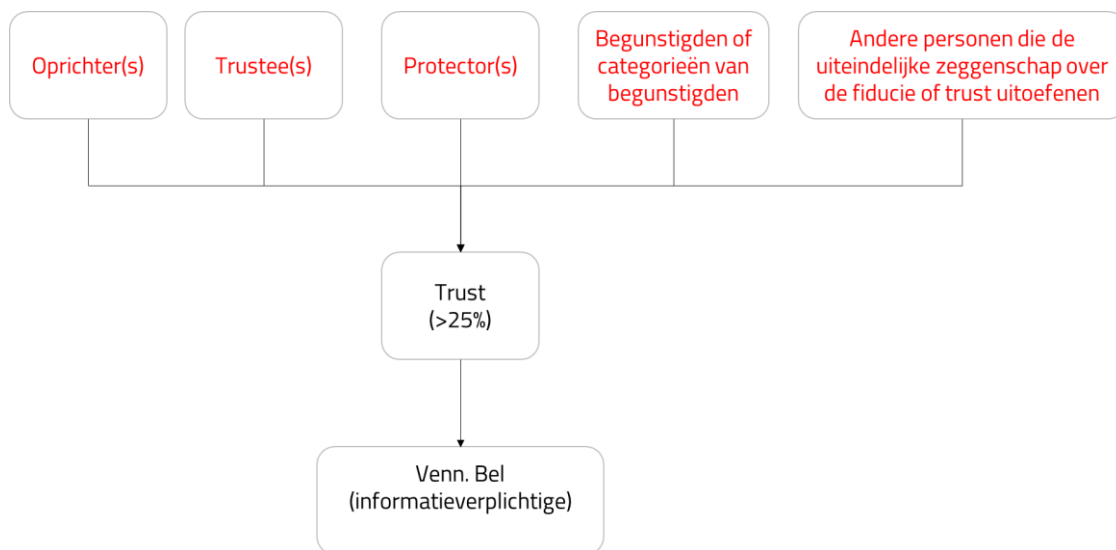 Oprichter(s)
Trustee(s)
Protector(s)
Begunstigden of
categorieën van
begunstigden
Andere personen die de
uiteindelijke zeggenschap over
de fiducie of trust uitoefenen
Trust
(>25%)
Venn. Bel
(informatieverplichtige)